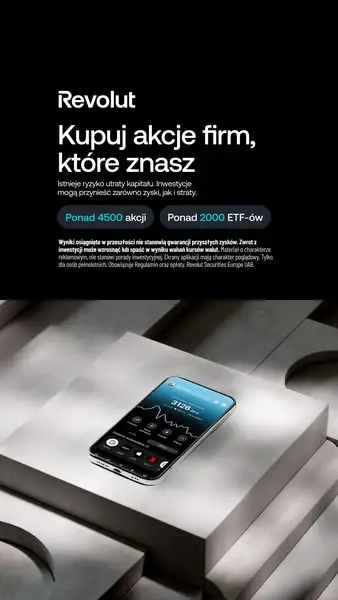 Revolut
Kupuj akcje firm,
które znasz
Istnieje ryzyko utraty kapitału. Inwestycje
mogą przynieść zarówno zyski, jak i straty.
Ponad 4500 akcji
Ponad 2000 ETF-ów
Wyniki osiągnięte w przeszłości nie stanowią gwarancji przyszłych zysków. Zwrot z
inwestycji może wzrosnąć lub spaść w wyniku wahań kursów walut. Materiał o charakterze
reklamowym, nie stanowi porady inwestycyjnej. Ekrany aplikacji mają charakter poglądowy. Tylko
dla osób pełnoletnich. Obowiązuje Regulamin oraz opłaty. Revolut Securities Europe UAB.
3126